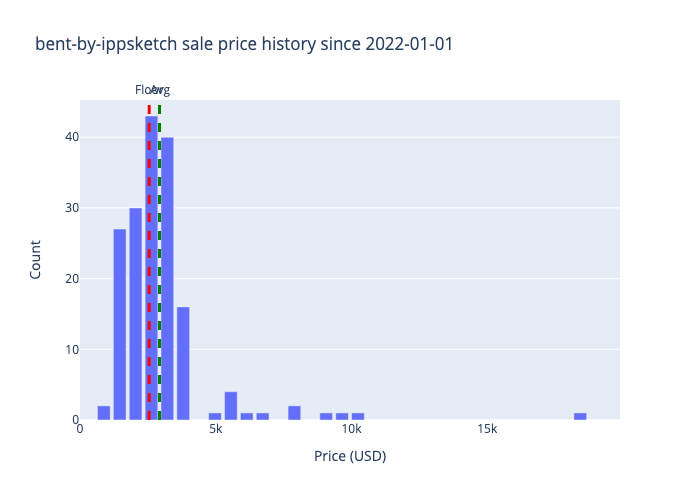 bent-by-ippsketch sale price history since 2022-01-01
Floor
Avg
40
30
20
10
0
Count
0
5k
10k
15k
Price (USD)